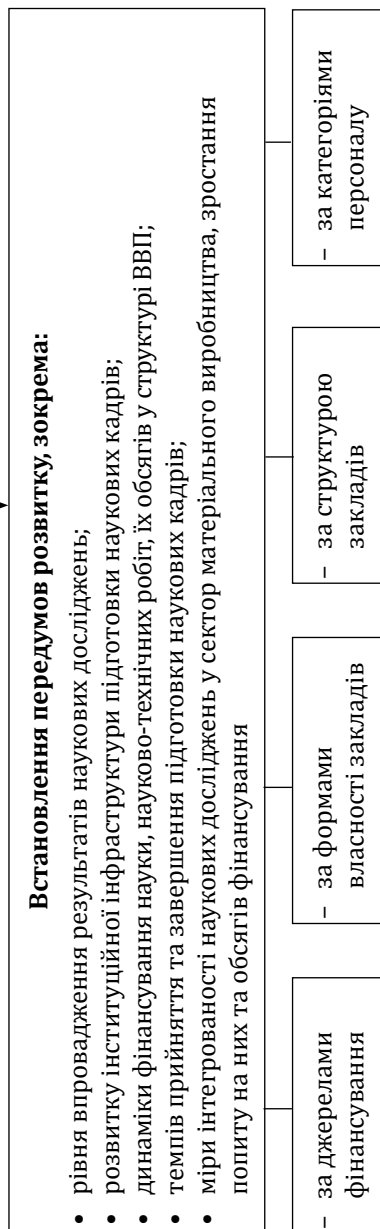 Встановлення передумов розвитку, зокрема:
• рівня впровадження результатів наукових досліджень;
• розвитку інституційної інфраструктури підготовки наукових кадрів;
• динаміки фінансування науки, науково-технічних робіт, їх обсягів у структурі ВВП;
• темпів прийняття та завершення підготовки наукових кадрів;
• міри інтегрованості наукових досліджень у сектор матеріального виробництва, зростання
попиту на них та обсягів фінансування
– за джерелами
фінансування
– за формами
власності закладів
– за структурою
закладів
– за категоріями
персоналу